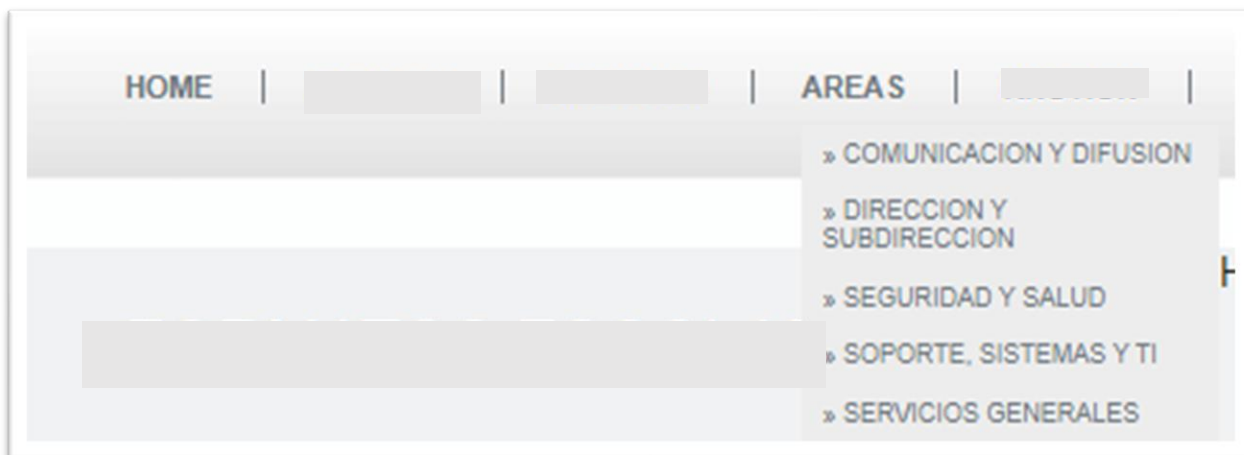 HOME | | | AREAS | |
» COMUNICACION Y DIFUSION
» DIRECCION Y
SUBDIRECCION
» SEGURIDAD Y SALUD
» SOPORTE, SISTEMAS Y TI
» SERVICIOS GENERALES